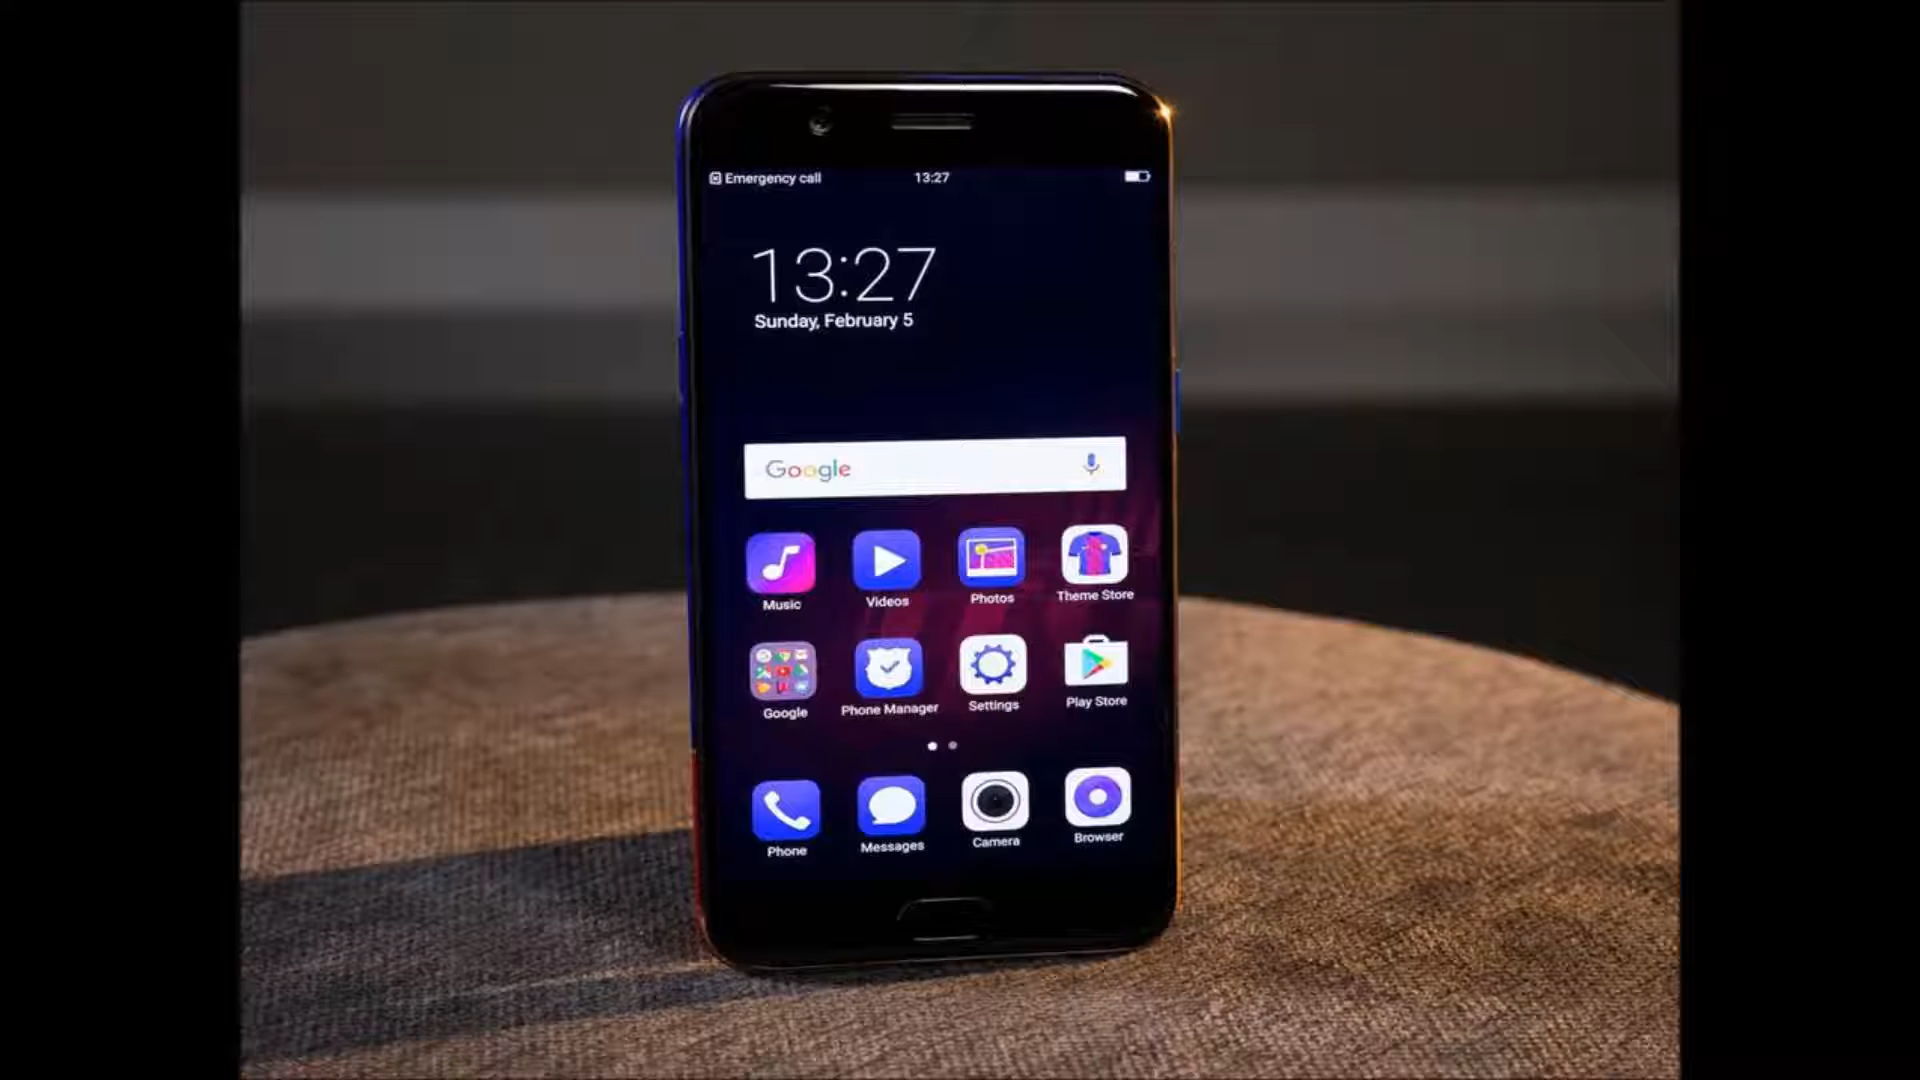 Emergency call 13:27
13:27
Sunday, February 5
Google
Music Videos Photos Theme Store
Google Phone Manager Settings Play Store
Phone Messages Camera Browser